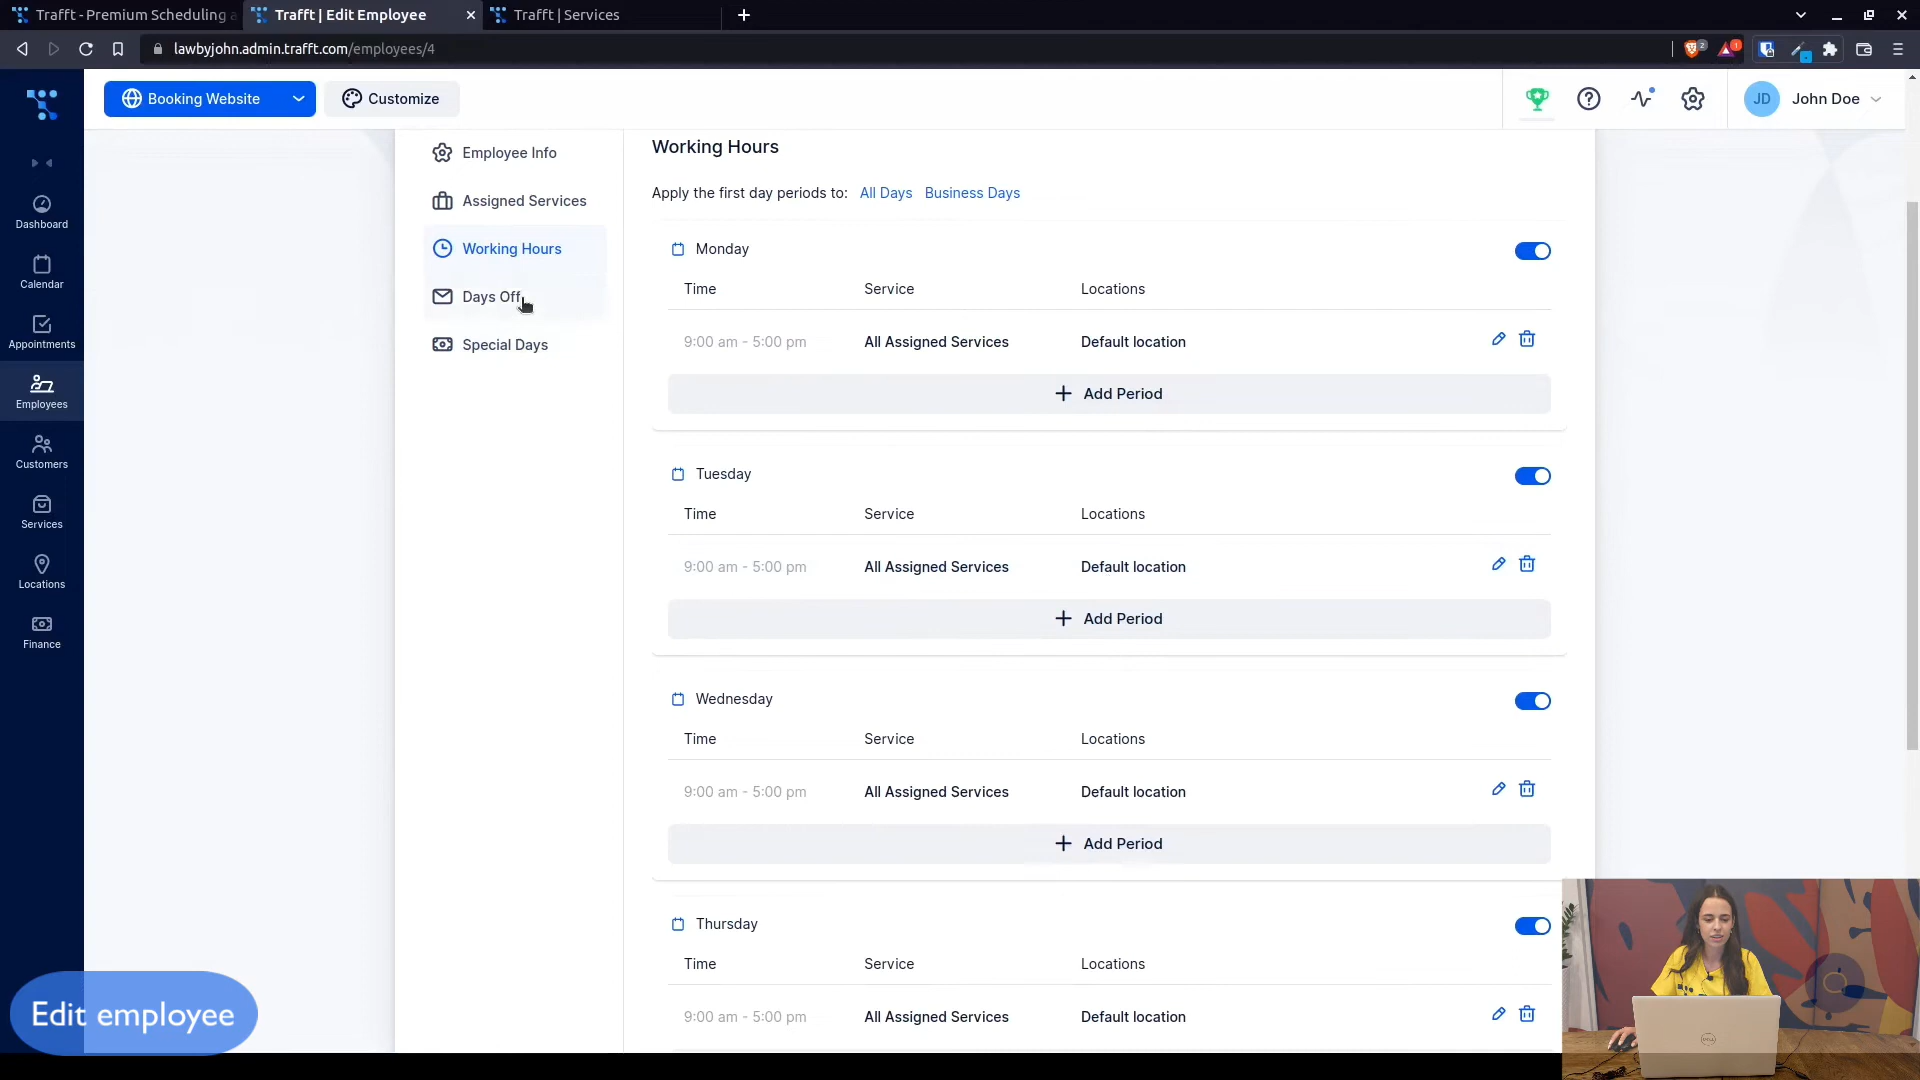 Trafft - Premium Scheduling a
Trafft | Edit Employee
Trafft | Services
lawbyjohn.admin.trafft.com/employees/4
2
1
Booking Website
Customize
JD
John Doe
Dashboard
Calendar
Appointments
Employees
Customers
Services
Locations
Finance
Employee Info
Assigned Services
Working Hours
Days Off
Special Days
Working Hours
Apply the first day periods to: All Days Business Days
Monday
Time Service Locations
9:00 am - 5:00 pm All Assigned Services Default location
Add Period
Tuesday
Time Service Locations
9:00 am - 5:00 pm All Assigned Services Default location
Add Period
Wednesday
Time Service Locations
9:00 am - 5:00 pm All Assigned Services Default location
Add Period
Thursday
Time Service Locations
9:00 am - 5:00 pm All Assigned Services Default location
Edit employee
DELL